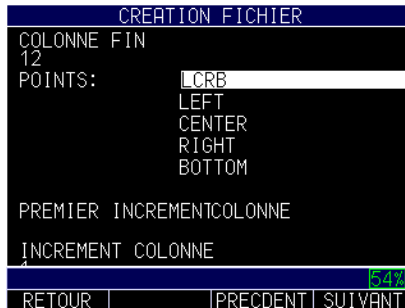 CREATION FICHIER
COLONNE FIN
12
POINTS: LCRB
LEFT
CENTER
RIGHT
BOTTOM
PREMIER INCREMENTCOLONNE
INCREMENT COLONNE
54%
RETOUR PRECDENT SUIVANT